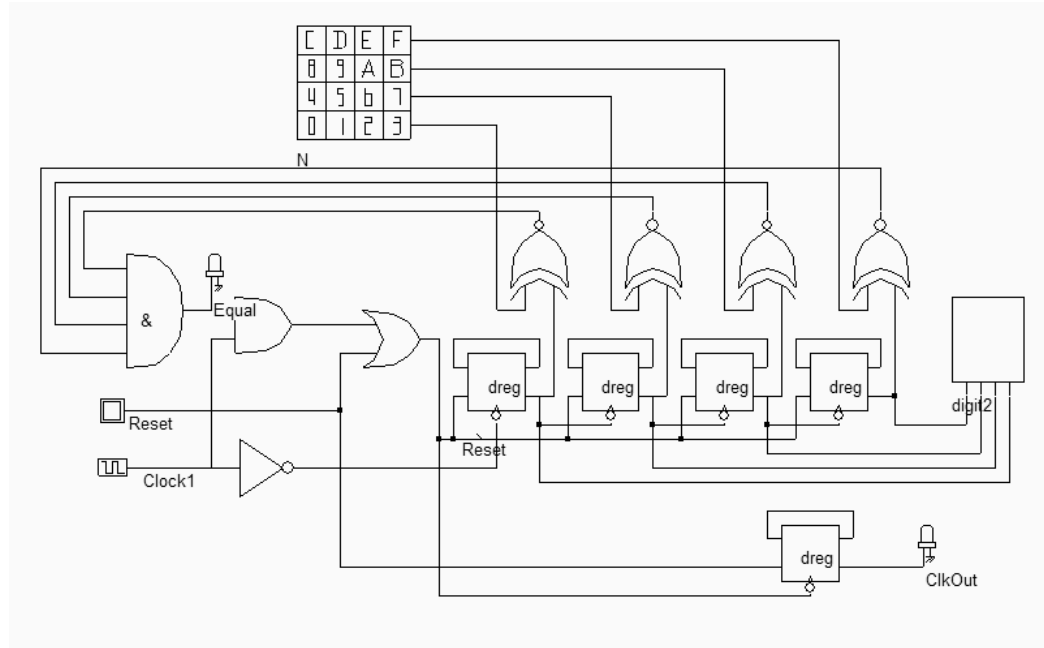 C D E F
8 9 A B
4 5 6 7
0 1 2 3
N
Equal
&
dreg dreg dreg dreg
digit2
Reset
Reset
Clock1
dreg
ClkOut